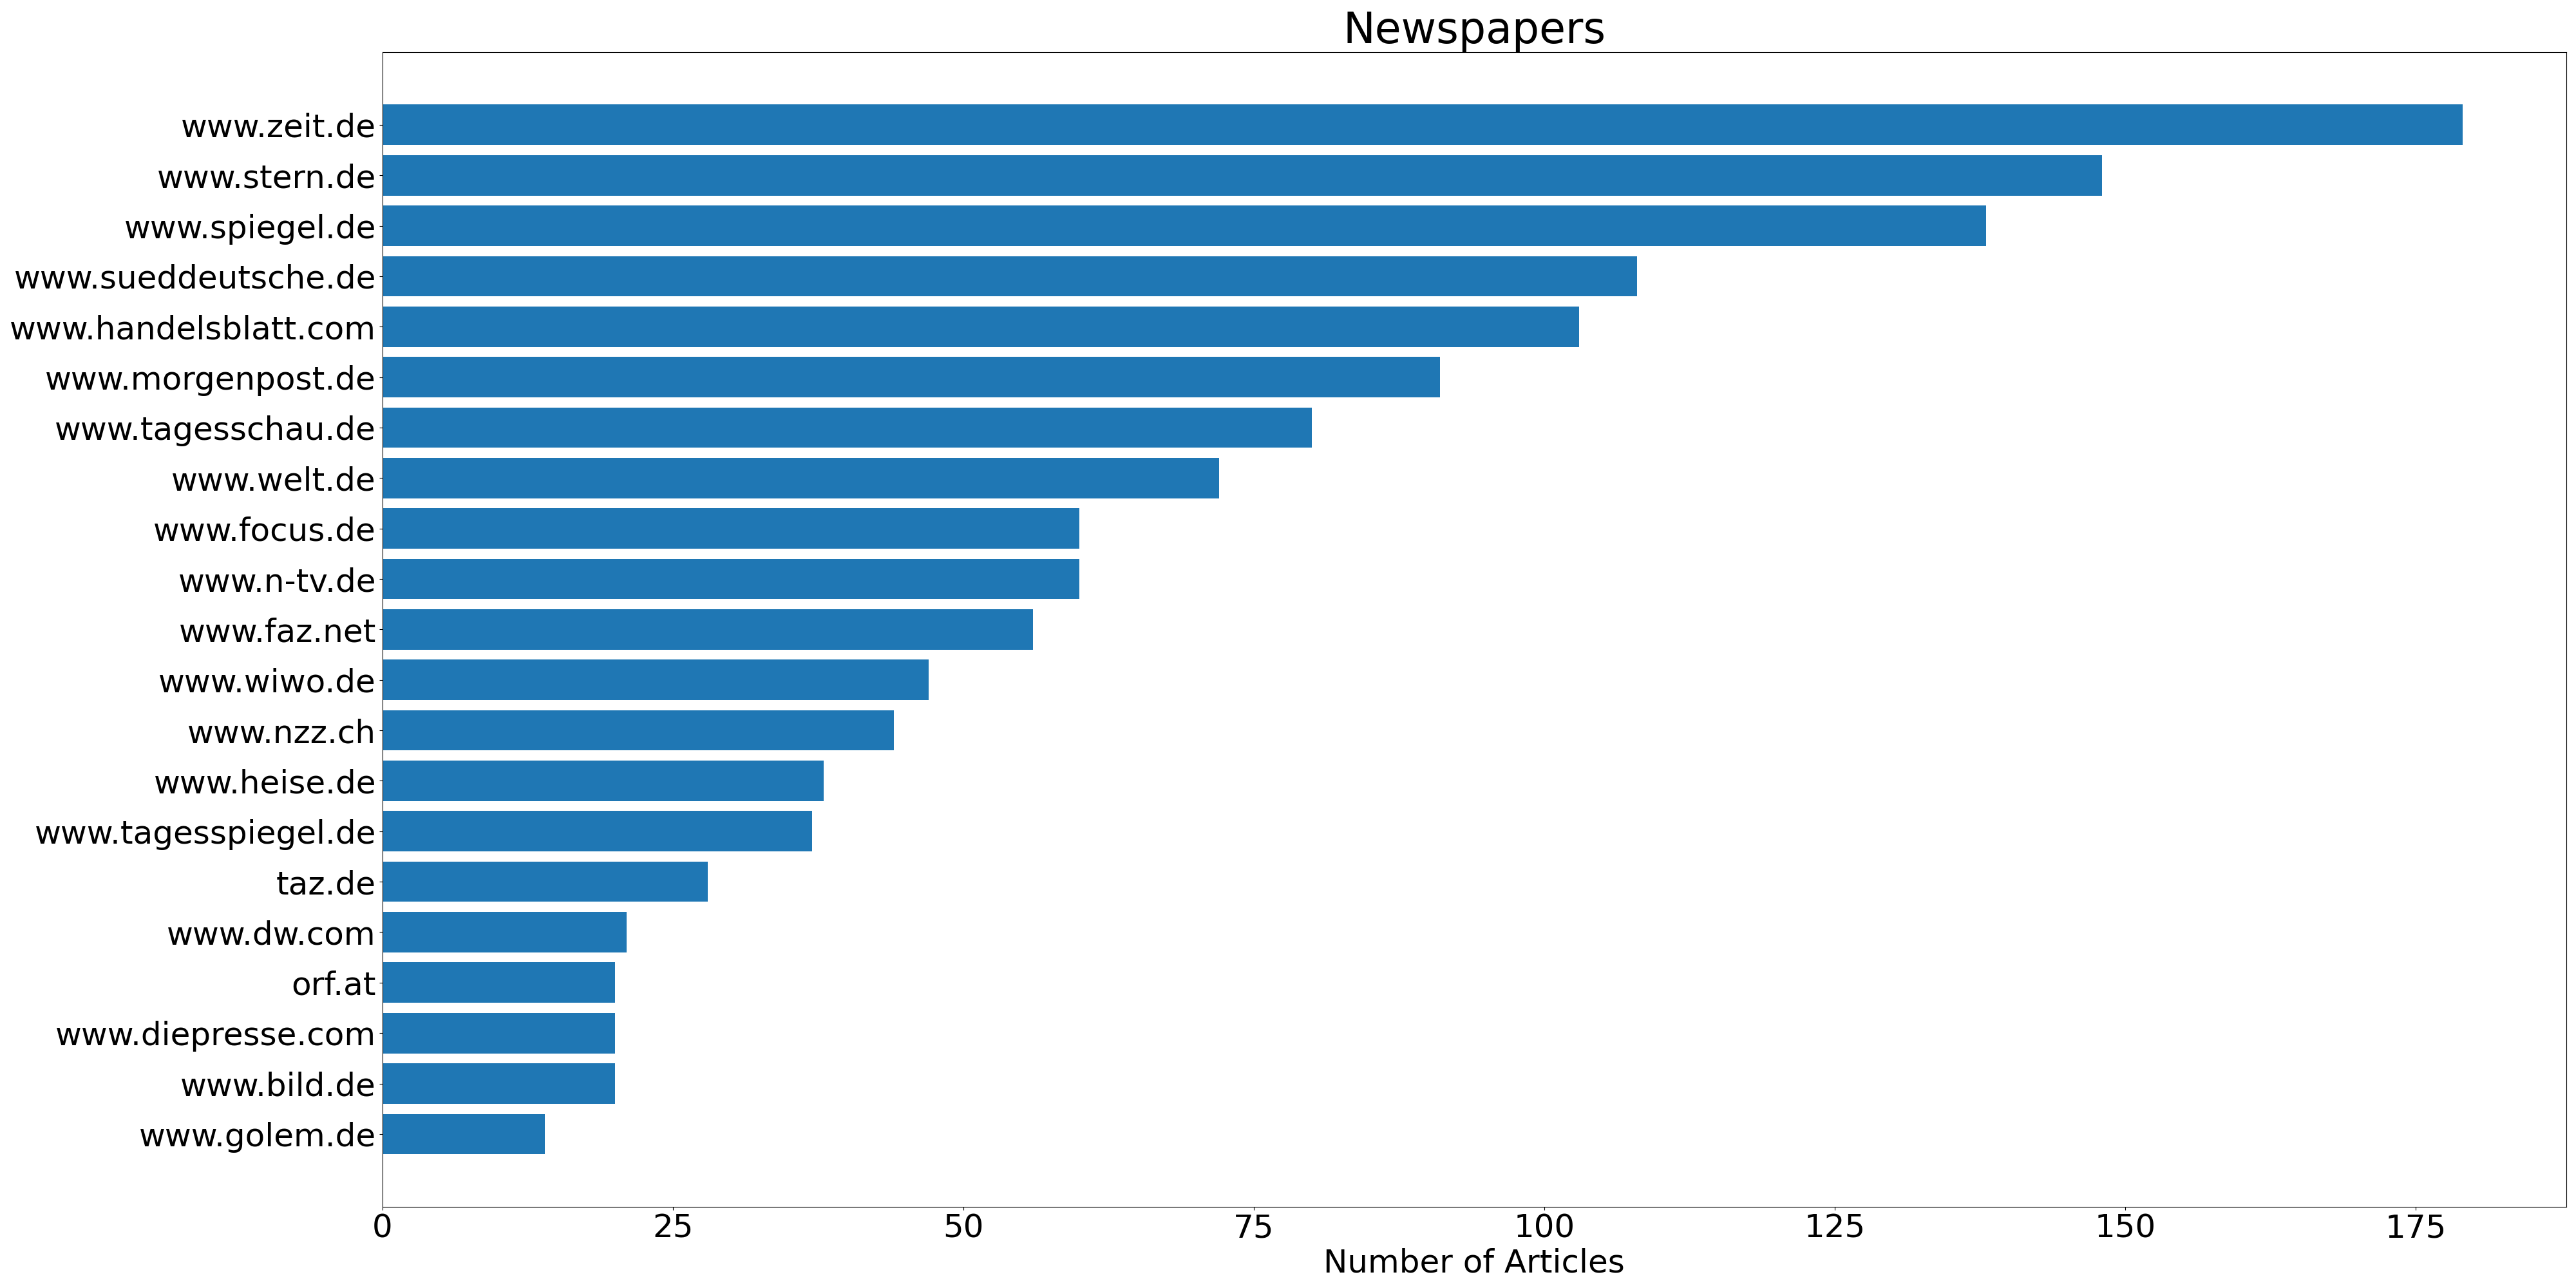 Newspapers
www.zeit.de
www.stern.de
www.spiegel.de
www.sueddeutsche.de
www.handelsblatt.com
www.morgenpost.de
www.tagesschau.de
www.welt.de
www.focus.de
www.n-tv.de
www.faz.net
www.wiwo.de
www.nzz.ch
www.heise.de
www.tagesspiegel.de
taz.de
www.dw.com
orf.at
www.diepresse.com
www.bild.de
www.golem.de
0 25 50 75 100 125 150 175
Number of Articles